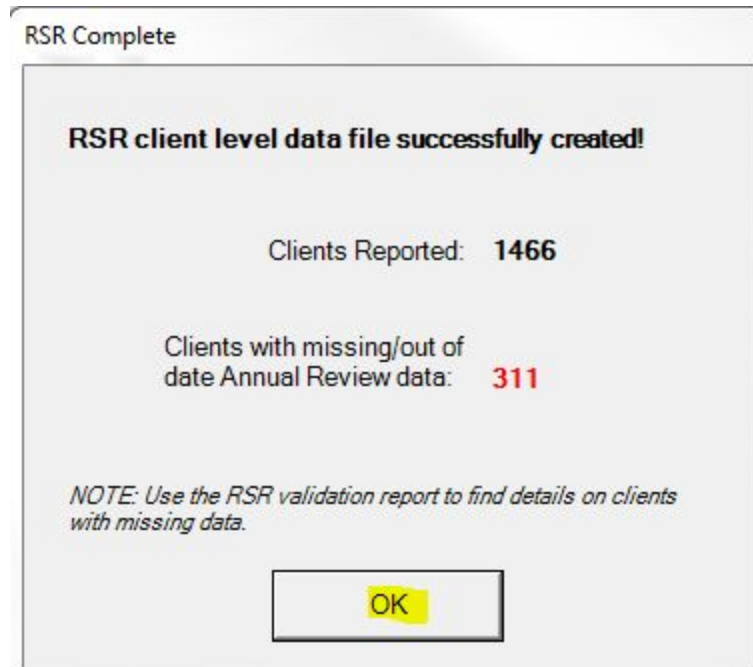 RSR Complete
RSR client level data file successfully created!
Clients Reported: 1466
Clients with missing/out of
date Annual Review data: 311
NOTE: Use the RSR validation report to find details on clients
with missing data.
OK